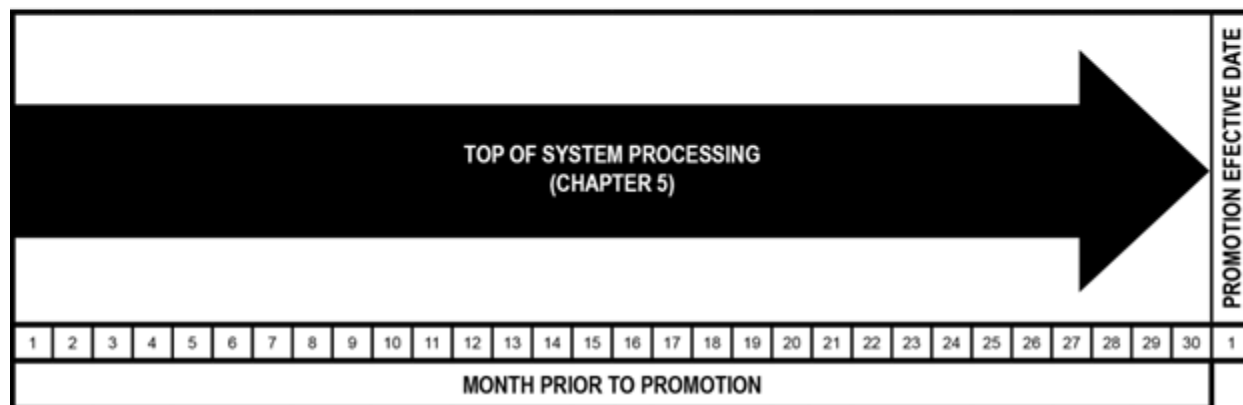 TOP OF SYSTEM PROCESSING
(CHAPTER 5)
PROMOTION EFECTIVE DATE
1 2 3 4 5 6 7 8 9 10 11 12 13 14 15 16 17 18 19 20 21 22 23 24 25 26 27 28 29 30 1
MONTH PRIOR TO PROMOTION